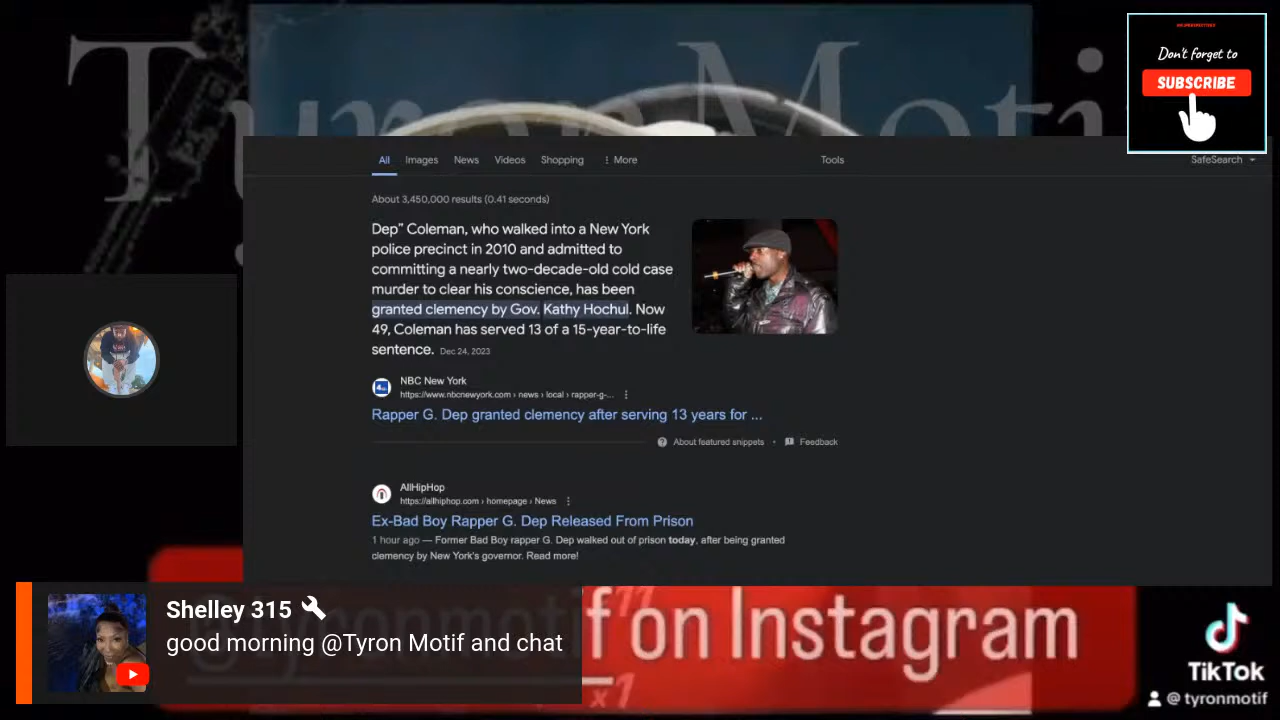 Tyron Motif
Don't forget to
SUBSCRIBE
All Images News Videos Shopping More Tools SafeSearch
About 3,450,000 results (0.41 seconds)
Dep” Coleman, who walked into a New York
police precinct in 2010 and admitted to
committing a nearly two-decade-old cold case
murder to clear his conscience, has been
granted clemency by Gov. Kathy Hochul. Now
49, Coleman has served 13 of a 15-year-to-life
sentence. Dec 24, 2023
NBC New York
https://www.nbcnewyork.com › news › local › rapper-g-...
Rapper G. Dep granted clemency after serving 13 years for ...
About featured snippets • Feedback
AllHipHop
https://allhiphop.com › homepage › News
Ex-Bad Boy Rapper G. Dep Released From Prison
1 hour ago — Former Bad Boy rapper G. Dep walked out of prison today, after being granted
clemency by New York's governor. Read more!
Shelley 315
good morning @Tyron Motif and chat
f on Instagram
x1
TikTok
@ tyronmotif